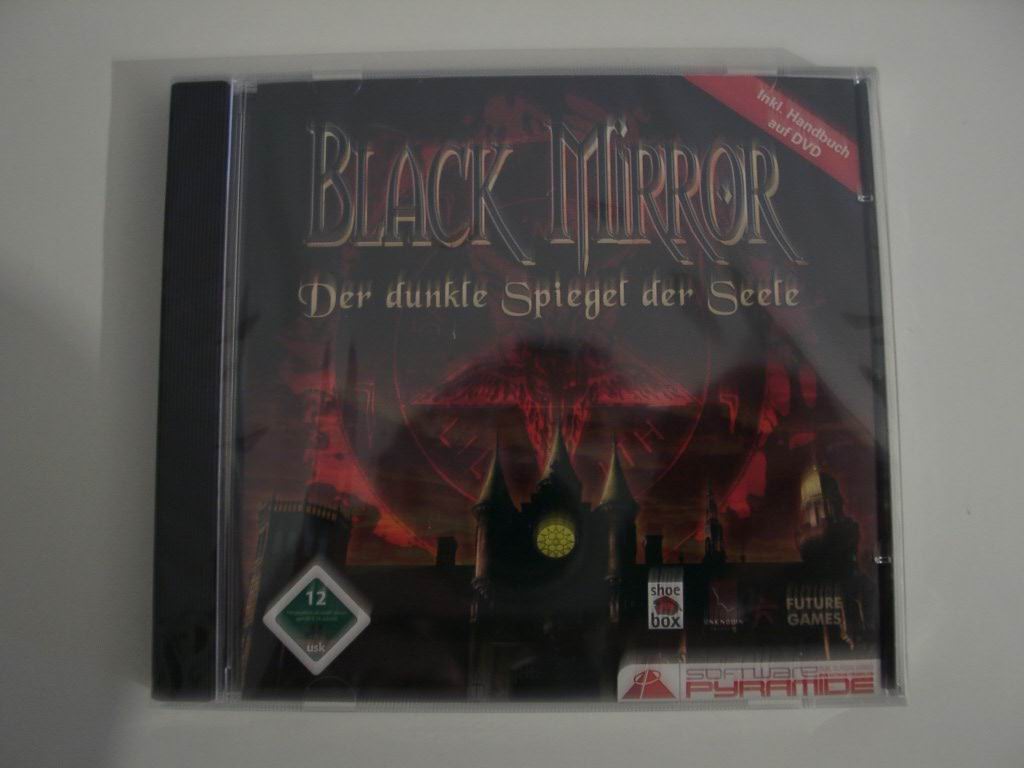 Inkl. Handbuch
auf DVD
BLACK MIRROR
Der dunkle Spiegel der Seele
12
usk
shoe
box
UNKNOWN
FUTURE
GAMES
SOFTWARE
PYRAMIDE